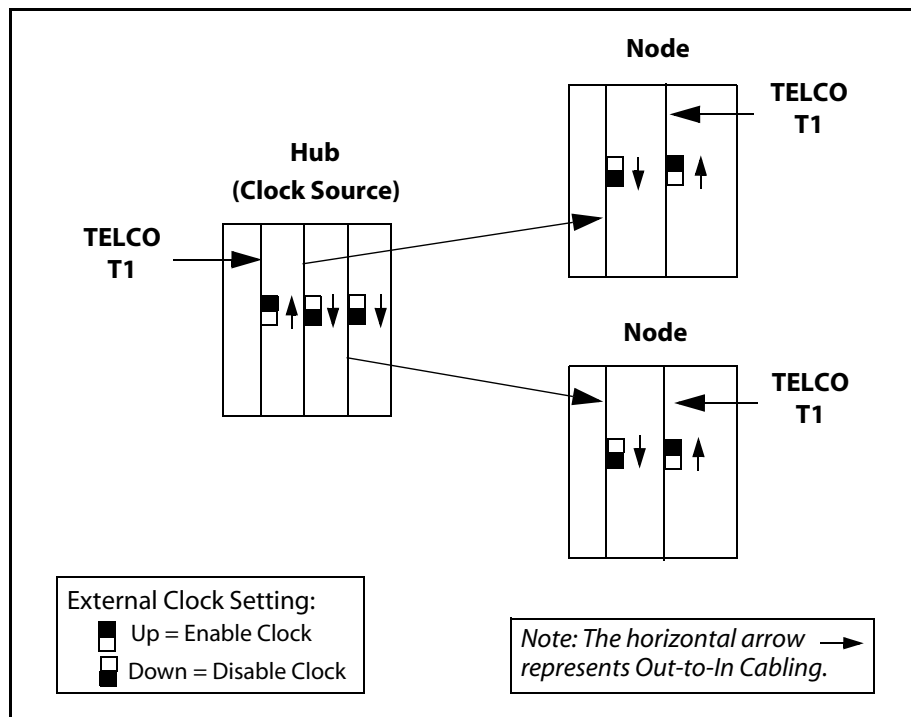 Node
TELCO
T1
Hub
(Clock Source)
TELCO
T1
Node
TELCO
T1
External Clock Setting:
Up = Enable Clock
Down = Disable Clock
Note: The horizontal arrow
represents Out-to-In Cabling.